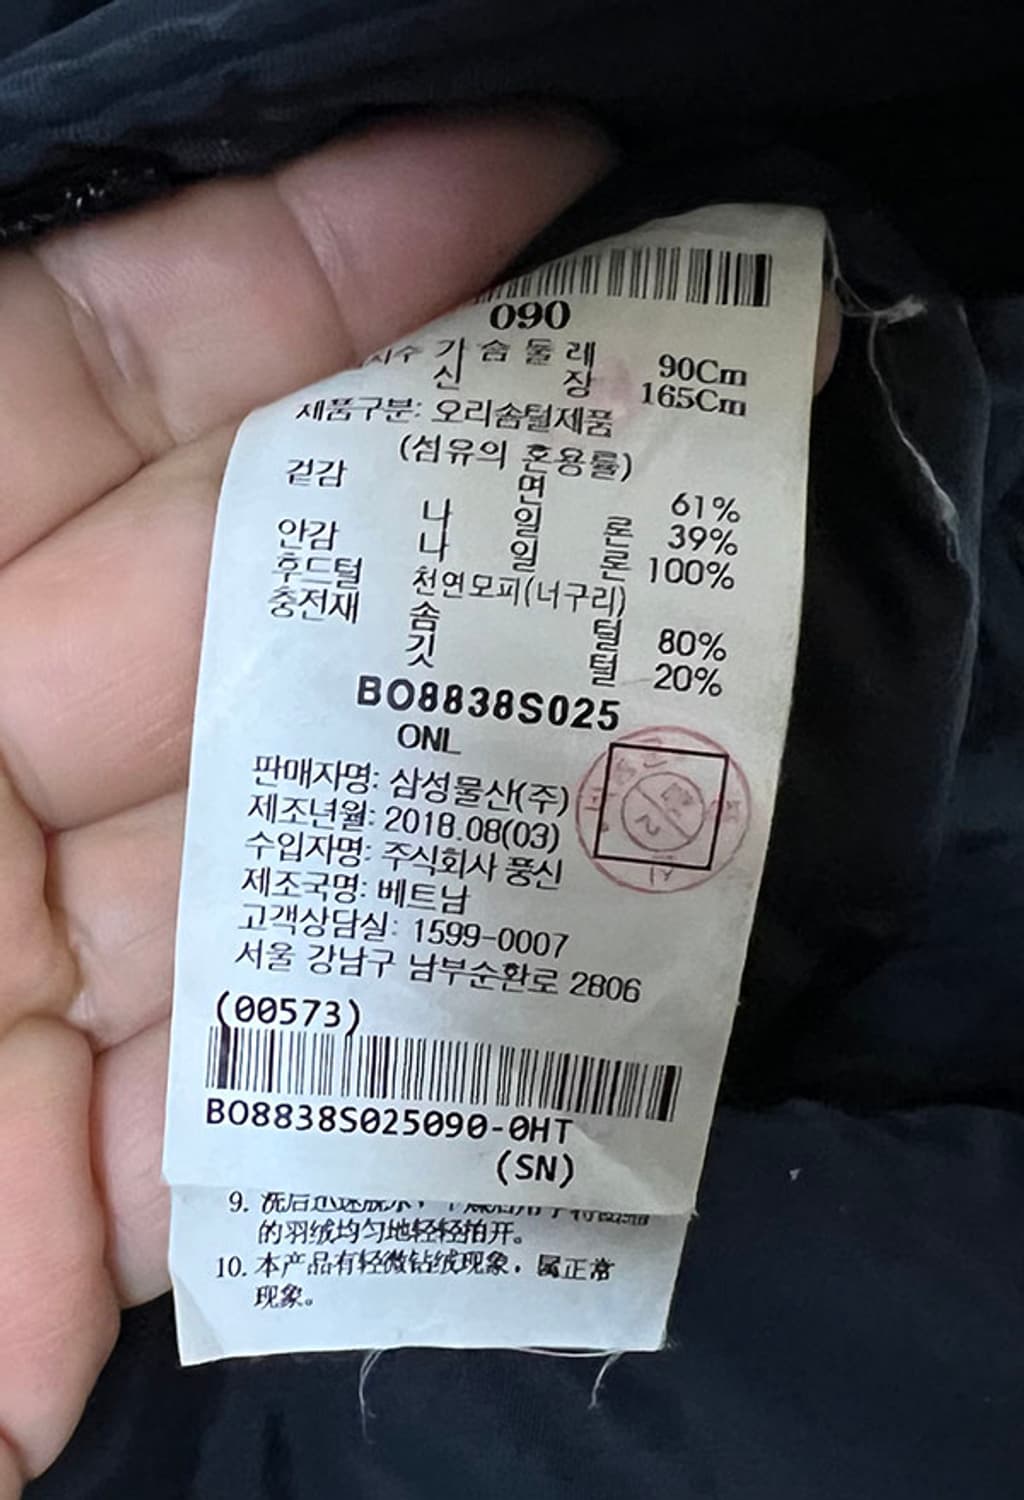 090
치수 가슴둘레 90Cm
신장 165Cm
제품구분: 오리솜털제품
(섬유의 혼용률)
겉감 면 61%
나일론 39%
안감 나일론 100%
후드털 천연모피(너구리)
충전재 솜털 80%
깃털 20%
BO8838S025
ONL
판매자명: 삼성물산(주)
제조년월: 2018.08(03)
수입자명: 주식회사 풍신
제조국명: 베트남
고객상담실: 1599-0007
서울 강남구 남부순환로 2806
(00573)
BO8838S025090-0HT
(SN)
9. 洗后迅速脱水，
的羽绒均匀地轻轻拍开。
10. 本产品有轻微钻绒现象，属正常
现象。